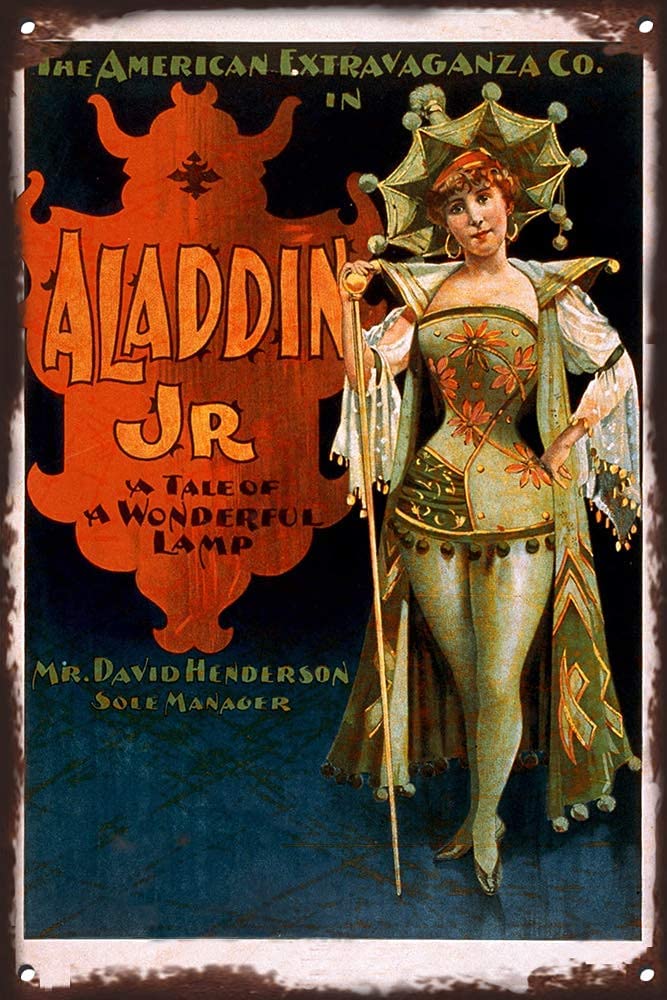 THE AMERICAN EXTRAVAGANZA CO.
IN
ALADDIN
JR
A TALE OF
A WONDERFUL
LAMP
MR. DAVID HENDERSON
SOLE MANAGER